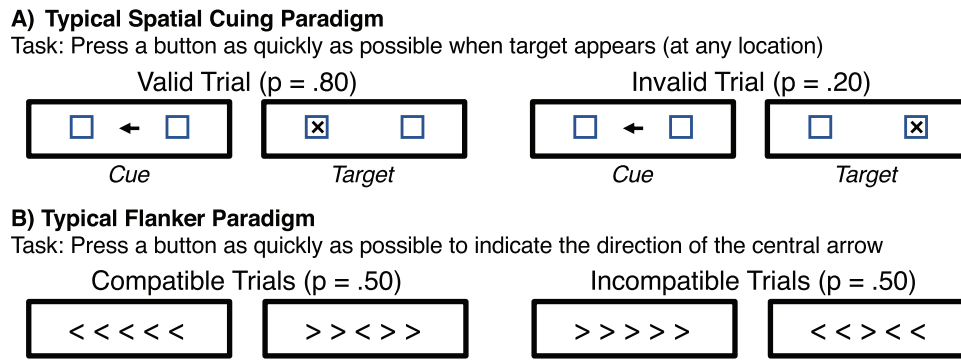 A) Typical Spatial Cuing Paradigm
Task: Press a button as quickly as possible when target appears (at any location)
Valid Trial (p = .80) Invalid Trial (p = .20)
← × ← ×
Cue Target Cue Target
B) Typical Flanker Paradigm
Task: Press a button as quickly as possible to indicate the direction of the central arrow
Compatible Trials (p = .50) Incompatible Trials (p = .50)
< < < < < > > < > > > > > > > < < > < <